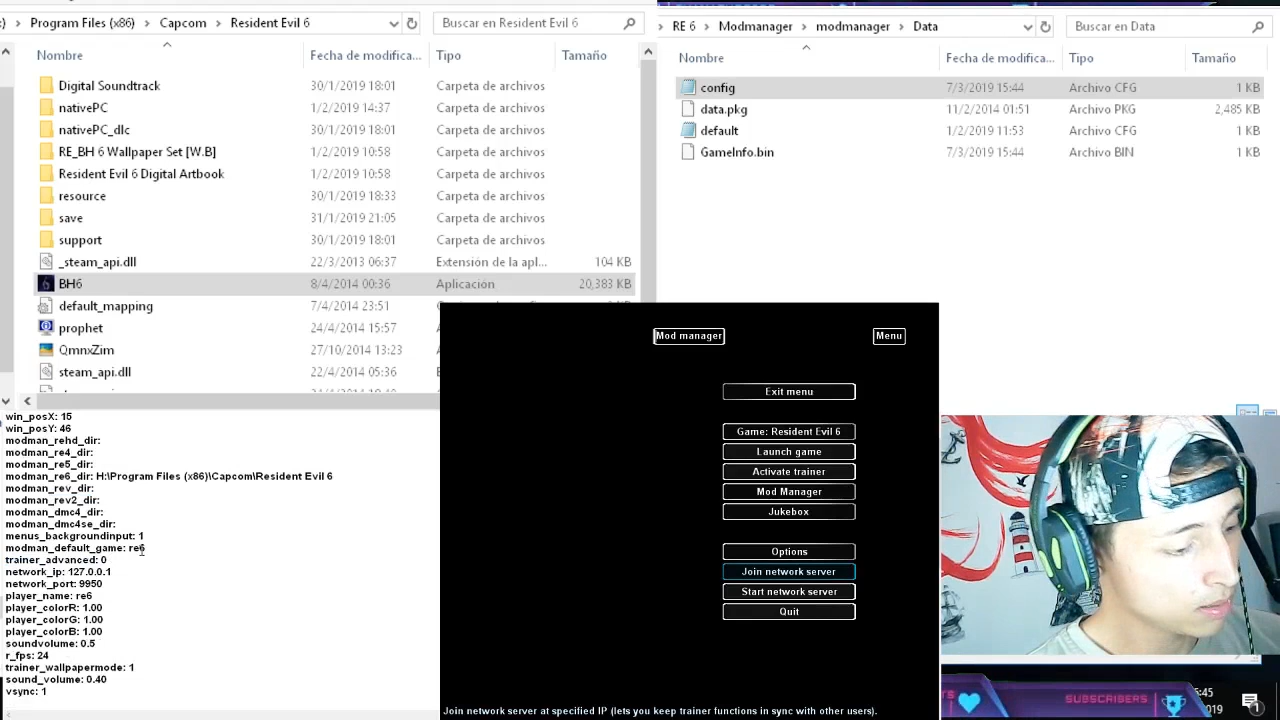 Program Files (x86) > Capcom > Resident Evil 6
Buscar en Resident Evil 6
Nombre Fecha de modifica... Tipo Tamaño
Digital Soundtrack 30/1/2019 18:01 Carpeta de archivos
nativePC 1/2/2019 14:37 Carpeta de archivos
nativePC_dlc 30/1/2019 18:01 Carpeta de archivos
RE_BH 6 Wallpaper Set [W.B] 1/2/2019 10:58 Carpeta de archivos
Resident Evil 6 Digital Artbook 1/2/2019 10:58 Carpeta de archivos
resource 30/1/2019 18:33 Carpeta de archivos
save 31/1/2019 21:05 Carpeta de archivos
support 30/1/2019 18:01 Carpeta de archivos
_steam_api.dll 22/3/2013 06:37 Extensión de la apl... 104 KB
BH6 8/4/2014 00:36 Aplicación 20,383 KB
default_mapping 7/4/2014 23:51
prophet 24/4/2014 15:57
QmnxZim 27/10/2014 13:23
steam_api.dll 22/4/2014 05:36
RE 6 > Modmanager > modmanager > Data
Buscar en Data
Nombre Fecha de modifica... Tipo Tamaño
config 7/3/2019 15:44 Archivo CFG 1 KB
data.pkg 11/2/2014 01:51 Archivo PKG 2,485 KB
default 1/2/2019 11:53 Archivo CFG 1 KB
GameInfo.bin 7/3/2019 15:44 Archivo BIN 1 KB
win_posX: 15
win_posY: 46
modman_rehd_dir:
modman_re4_dir:
modman_re5_dir:
modman_re6_dir: H:\Program Files (x86)\Capcom\Resident Evil 6
modman_rev_dir:
modman_rev2_dir:
modman_dmc4_dir:
modman_dmc4se_dir:
menus_backgroundinput: 1
modman_default_game: re6
trainer_advanced: 0
network_ip: 127.0.0.1
network_port: 9950
player_name: re6
player_colorR: 1.00
player_colorG: 1.00
player_colorB: 1.00
soundvolume: 0.5
r_fps: 24
trainer_wallpapermode: 1
sound_volume: 0.40
vsync: 1
Mod manager
Menu
Exit menu
Game: Resident Evil 6
Launch game
Activate trainer
Mod Manager
Jukebox
Options
Join network server
Start network server
Quit
Join network server at specified IP (lets you keep trainer functions in sync with other users).
SUBSCRIBERS
:45
2019
1